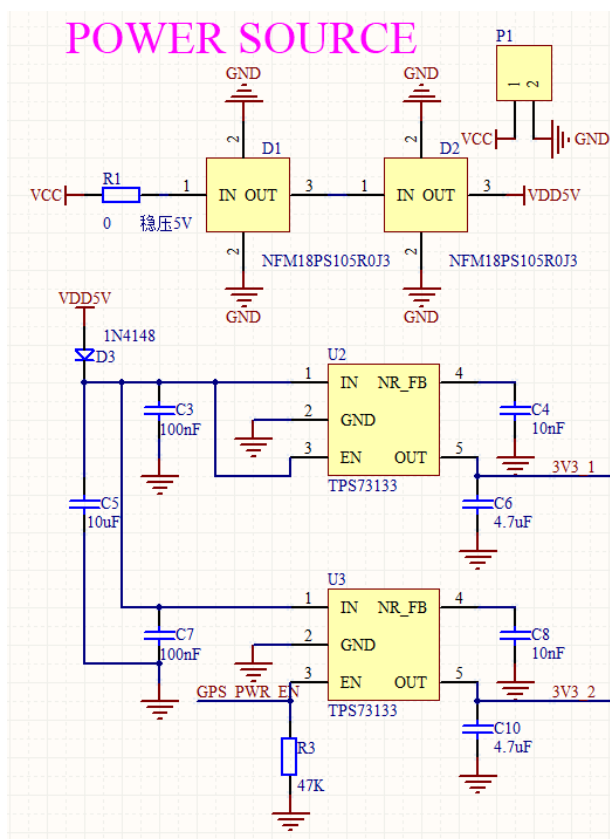 POWER SOURCE
P1
1 2
VCC
GND
GND
GND
2
2
D1
D2
VCC
R1
1
IN OUT
3
1
IN OUT
3
VDD5V
0
稳压5V
2
2
NFM18PS105R0J3
NFM18PS105R0J3
GND
GND
VDD5V
1N4148
D3
U2
1
IN
NR_FB
4
C3
100nF
2
GND
C4
10nF
3
EN
OUT
5
3V3_1
TPS73133
C5
10uF
C6
4.7uF
U3
1
IN
NR_FB
4
C7
100nF
2
GND
C8
10nF
3
EN
OUT
5
GPS_PWR_EN
3V3_2
TPS73133
C10
4.7uF
R3
47K